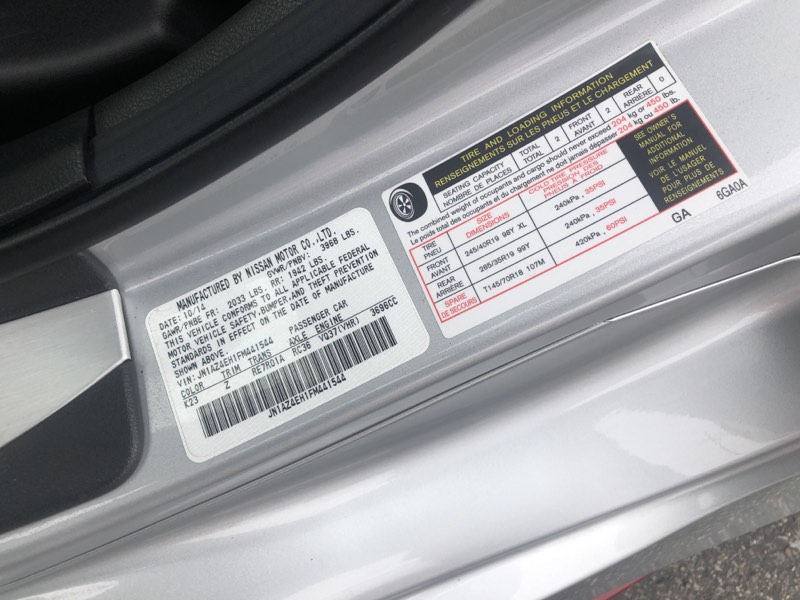 MANUFACTURED BY NISSAN MOTOR CO.,LTD.
DATE: 10/14 GVWR/PNBV: 3968 LBS.
GAWR/PNBE FR: 2033 LBS. RR: 1942 LBS.
THIS VEHICLE CONFORMS TO ALL APPLICABLE FEDERAL
MOTOR VEHICLE SAFETY,BUMPER,AND THEFT PREVENTION
STANDARDS IN EFFECT ON THE DATE OF MANUFACTURE
SHOWN ABOVE.
VIN: JN1AZ4EH1FM441544 PASSENGER CAR
COLOR TRIM TRANS AXLE ENGINE
K23 Z RE7R01A RC36 VQ37(VHR) 3696CC
JN1AZ4EH1FM441544
TIRE AND LOADING INFORMATION
RENSEIGNEMENTS SUR LES PNEUS ET LE CHARGEMENT
SEATING CAPACITY TOTAL 2 FRONT 2 REAR 0
NOMBRE DE PLACES TOTAL AVANT ARRIÈRE
The combined weight of occupants and cargo should never exceed 204 kg or 450 lbs.
Le poids total des occupants et du chargement ne doit jamais dépasser 204 kg ou 450 lb.
TIRE SIZE COLD TIRE PRESSURE
PNEU DIMENSIONS PRESSION DES PNEUS À FROID
FRONT 245/40R19 98Y XL 240kPa , 35PSI
AVANT
REAR 285/35R19 99Y 240kPa , 35PSI
ARRIÈRE
SPARE T145/70R18 107M 420kPa , 60PSI
DE SECOURS
SEE OWNER'S
MANUAL FOR
ADDITIONAL
INFORMATION
VOIR LE MANUEL
DE L'USAGER
POUR PLUS DE
RENSEIGNEMENTS
GA 6GA0A